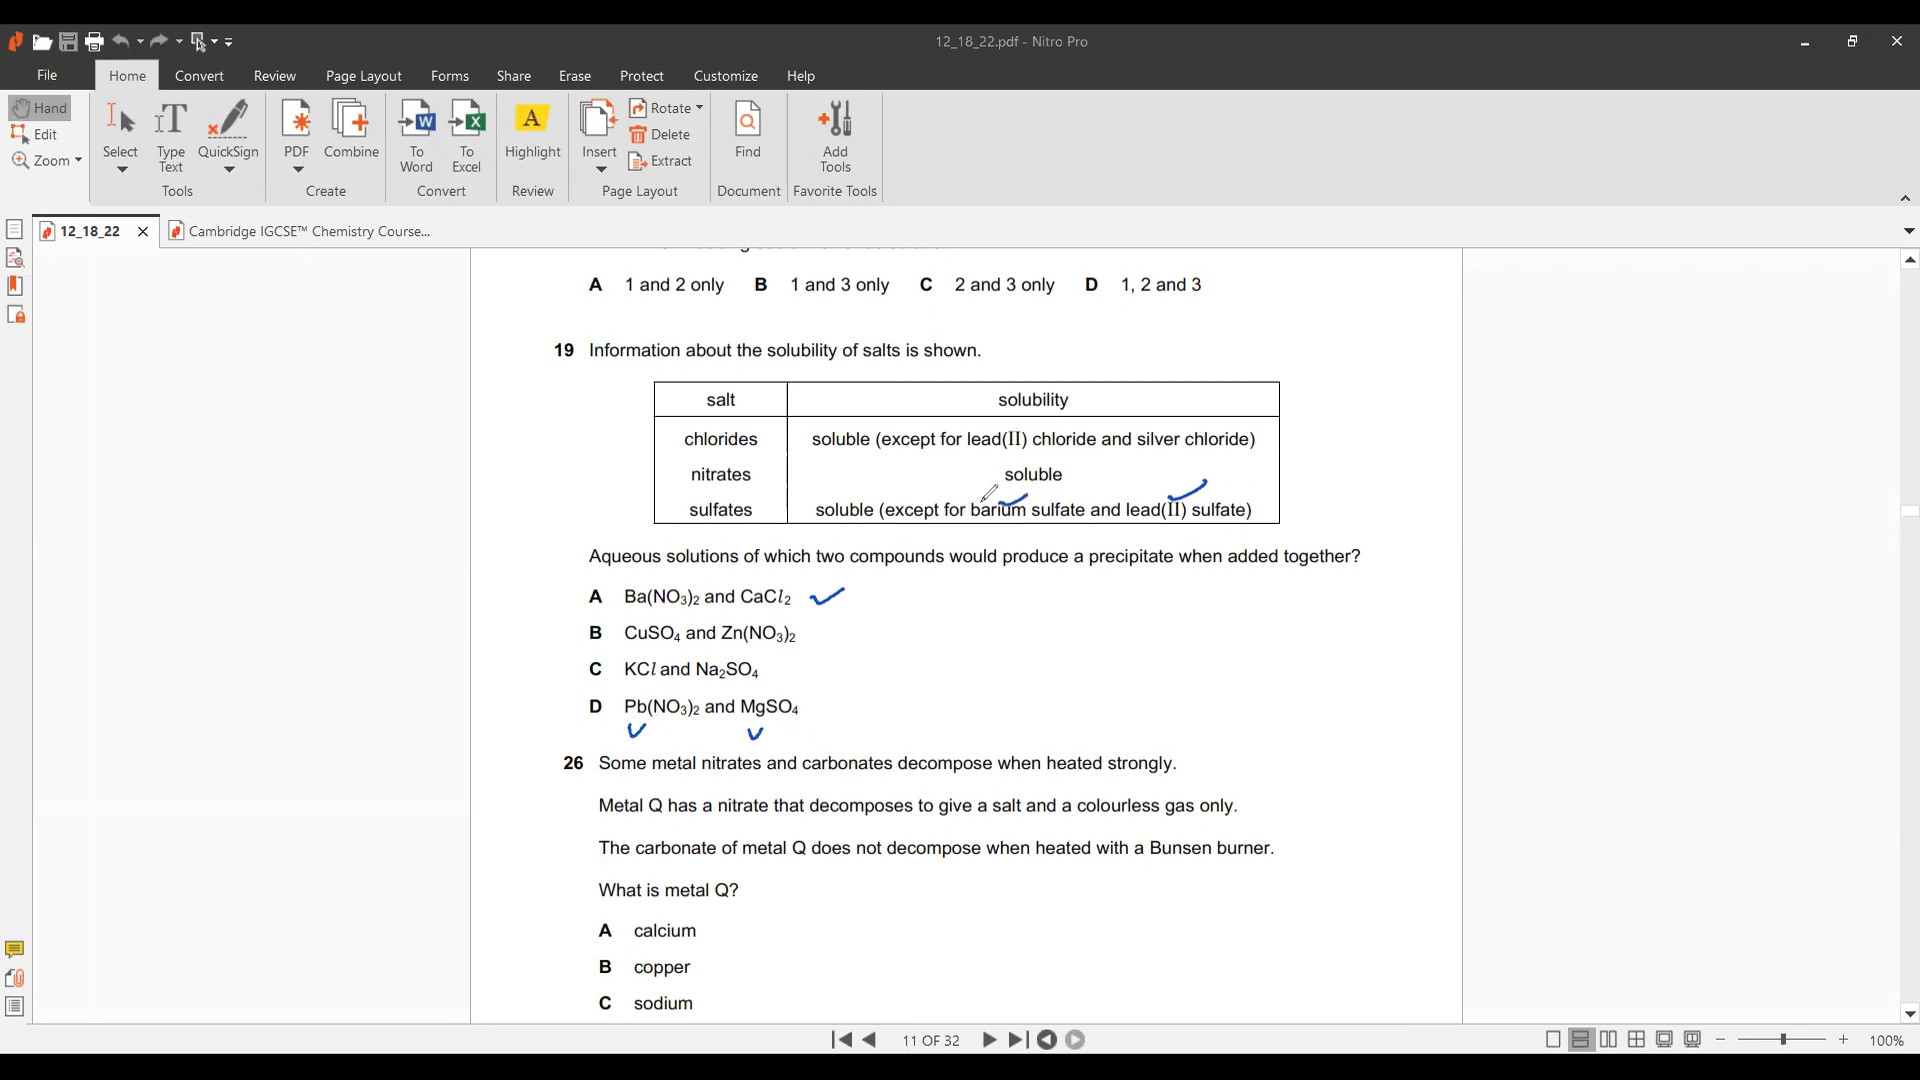 12_18_22.pdf - Nitro Pro
File Home Convert Review Page Layout Forms Share Erase Protect Customize Help
Hand
Edit
Zoom
Select
Type Text
QuickSign
Tools
PDF
Combine
Create
To Word
To Excel
Convert
A
Highlight
Review
Insert
Rotate
Delete
Extract
Page Layout
Find
Document
Add Tools
Favorite Tools
12_18_22
Cambridge IGCSE™ Chemistry Course...
A 1 and 2 only B 1 and 3 only C 2 and 3 only D 1, 2 and 3
19 Information about the solubility of salts is shown.
salt solubility
chlorides soluble (except for lead(II) chloride and silver chloride)
nitrates soluble
sulfates soluble (except for barium sulfate and lead(II) sulfate)
Aqueous solutions of which two compounds would produce a precipitate when added together?
A Ba(NO₃)₂ and CaCl₂
B CuSO₄ and Zn(NO₃)₂
C KCl and Na₂SO₄
D Pb(NO₃)₂ and MgSO₄
26 Some metal nitrates and carbonates decompose when heated strongly.
Metal Q has a nitrate that decomposes to give a salt and a colourless gas only.
The carbonate of metal Q does not decompose when heated with a Bunsen burner.
What is metal Q?
A calcium
B copper
C sodium
11 OF 32
100%